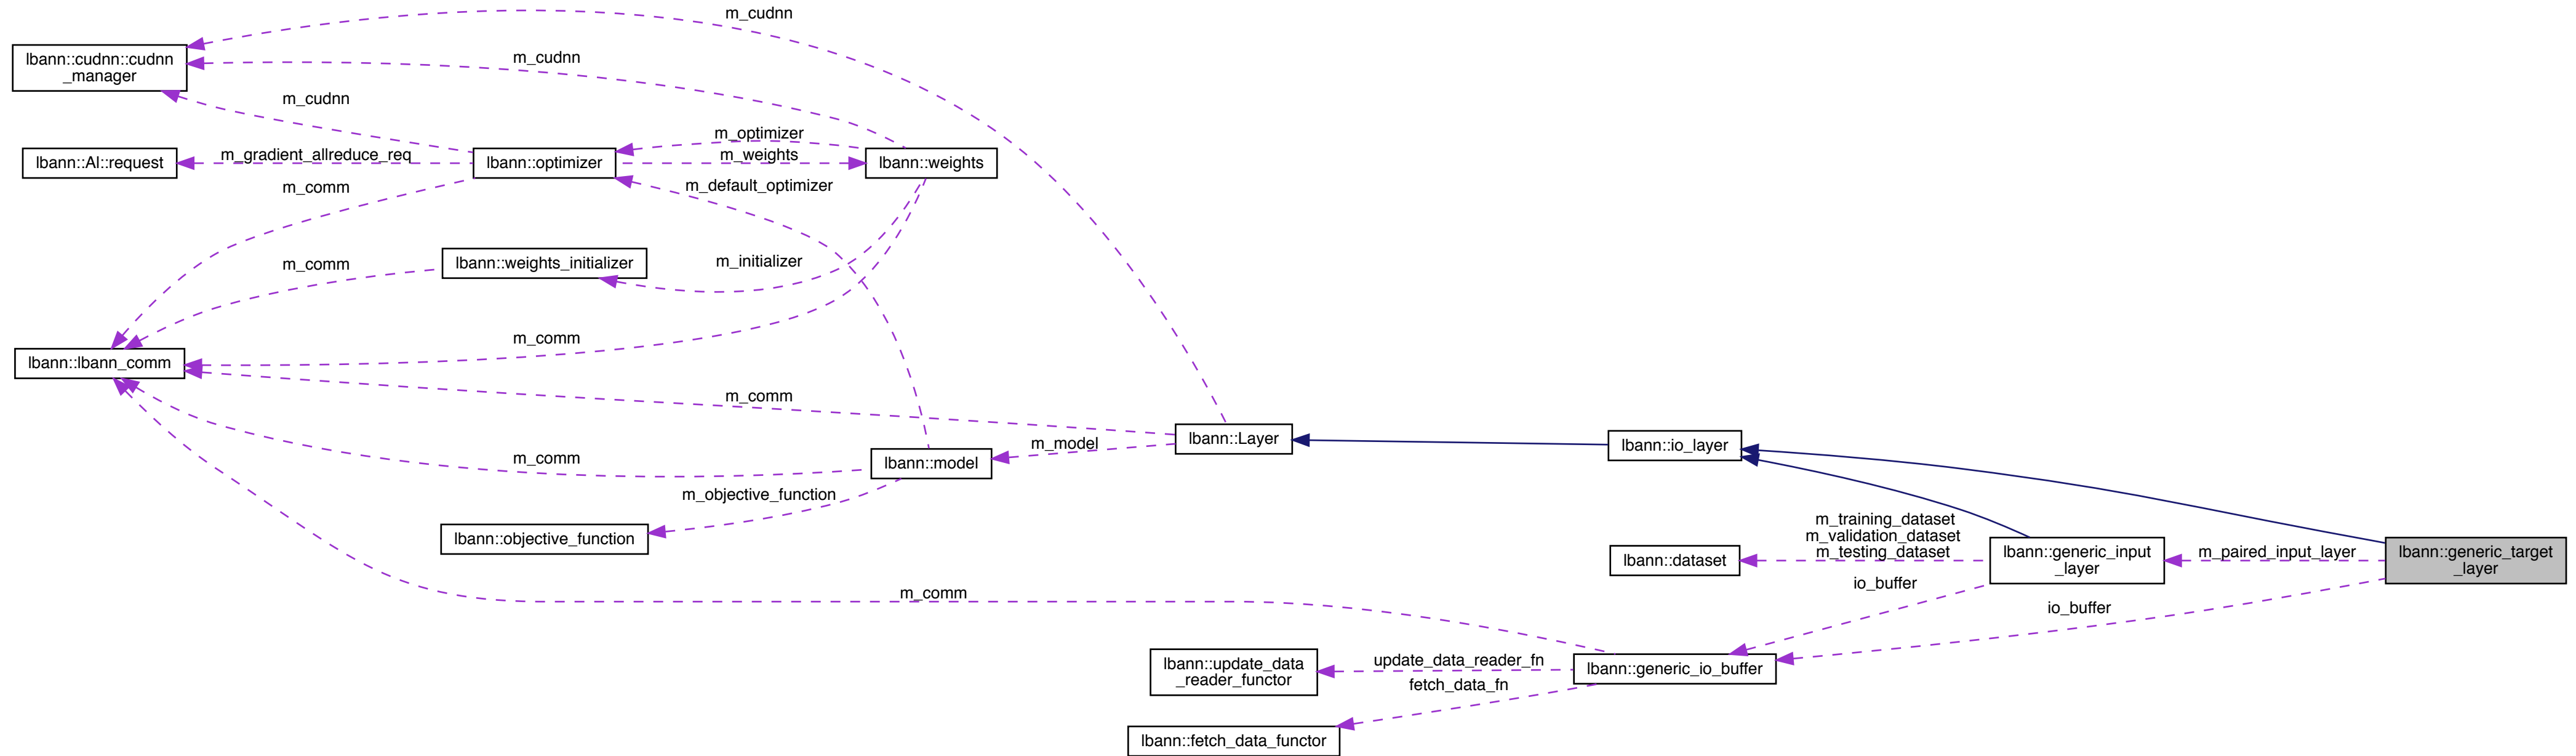 m_cudnn
lbann::cudnn::cudnn
_manager
m_cudnn
m_cudnn
m_optimizer
lbann::Al::request
m_gradient_allreduce_req
lbann::optimizer
m_weights
lbann::weights
m_comm
m_default_optimizer
m_comm
lbann::weights_initializer
m_initializer
m_comm
lbann::lbann_comm
m_comm
lbann::Layer
m_model
lbann::io_layer
m_comm
lbann::model
m_objective_function
lbann::objective_function
m_training_dataset
m_validation_dataset
m_testing_dataset
lbann::dataset
lbann::generic_input
_layer
m_paired_input_layer
lbann::generic_target
_layer
io_buffer
m_comm
io_buffer
lbann::update_data
_reader_functor
update_data_reader_fn
lbann::generic_io_buffer
fetch_data_fn
lbann::fetch_data_functor